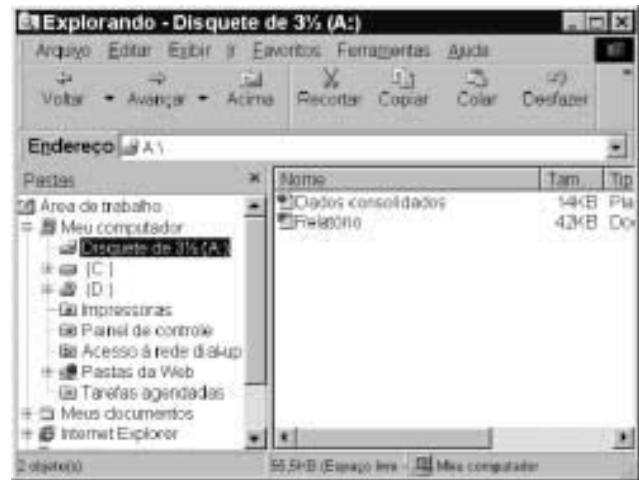 Explorando - Disquete de 3½ (A:)
Arquivo Editar Exibir Ir Favoritos Ferramentas Ajuda
Voltar Avançar Acima Recortar Copiar Colar Desfazer
Endereço A:\
Pastas
Área de trabalho
Meu computador
Disquete de 3½ (A:)
(C:)
(D:)
Impressoras
Painel de controle
Acesso à rede dial-up
Pastas da Web
Tarefas agendadas
Meus documentos
Internet Explorer
Nome Tam... Tip
Dados consolidados 14KB Pla
Relatório 42KB Doc
2 objeto(s) 55,5KB (Espaço livre Meu computador